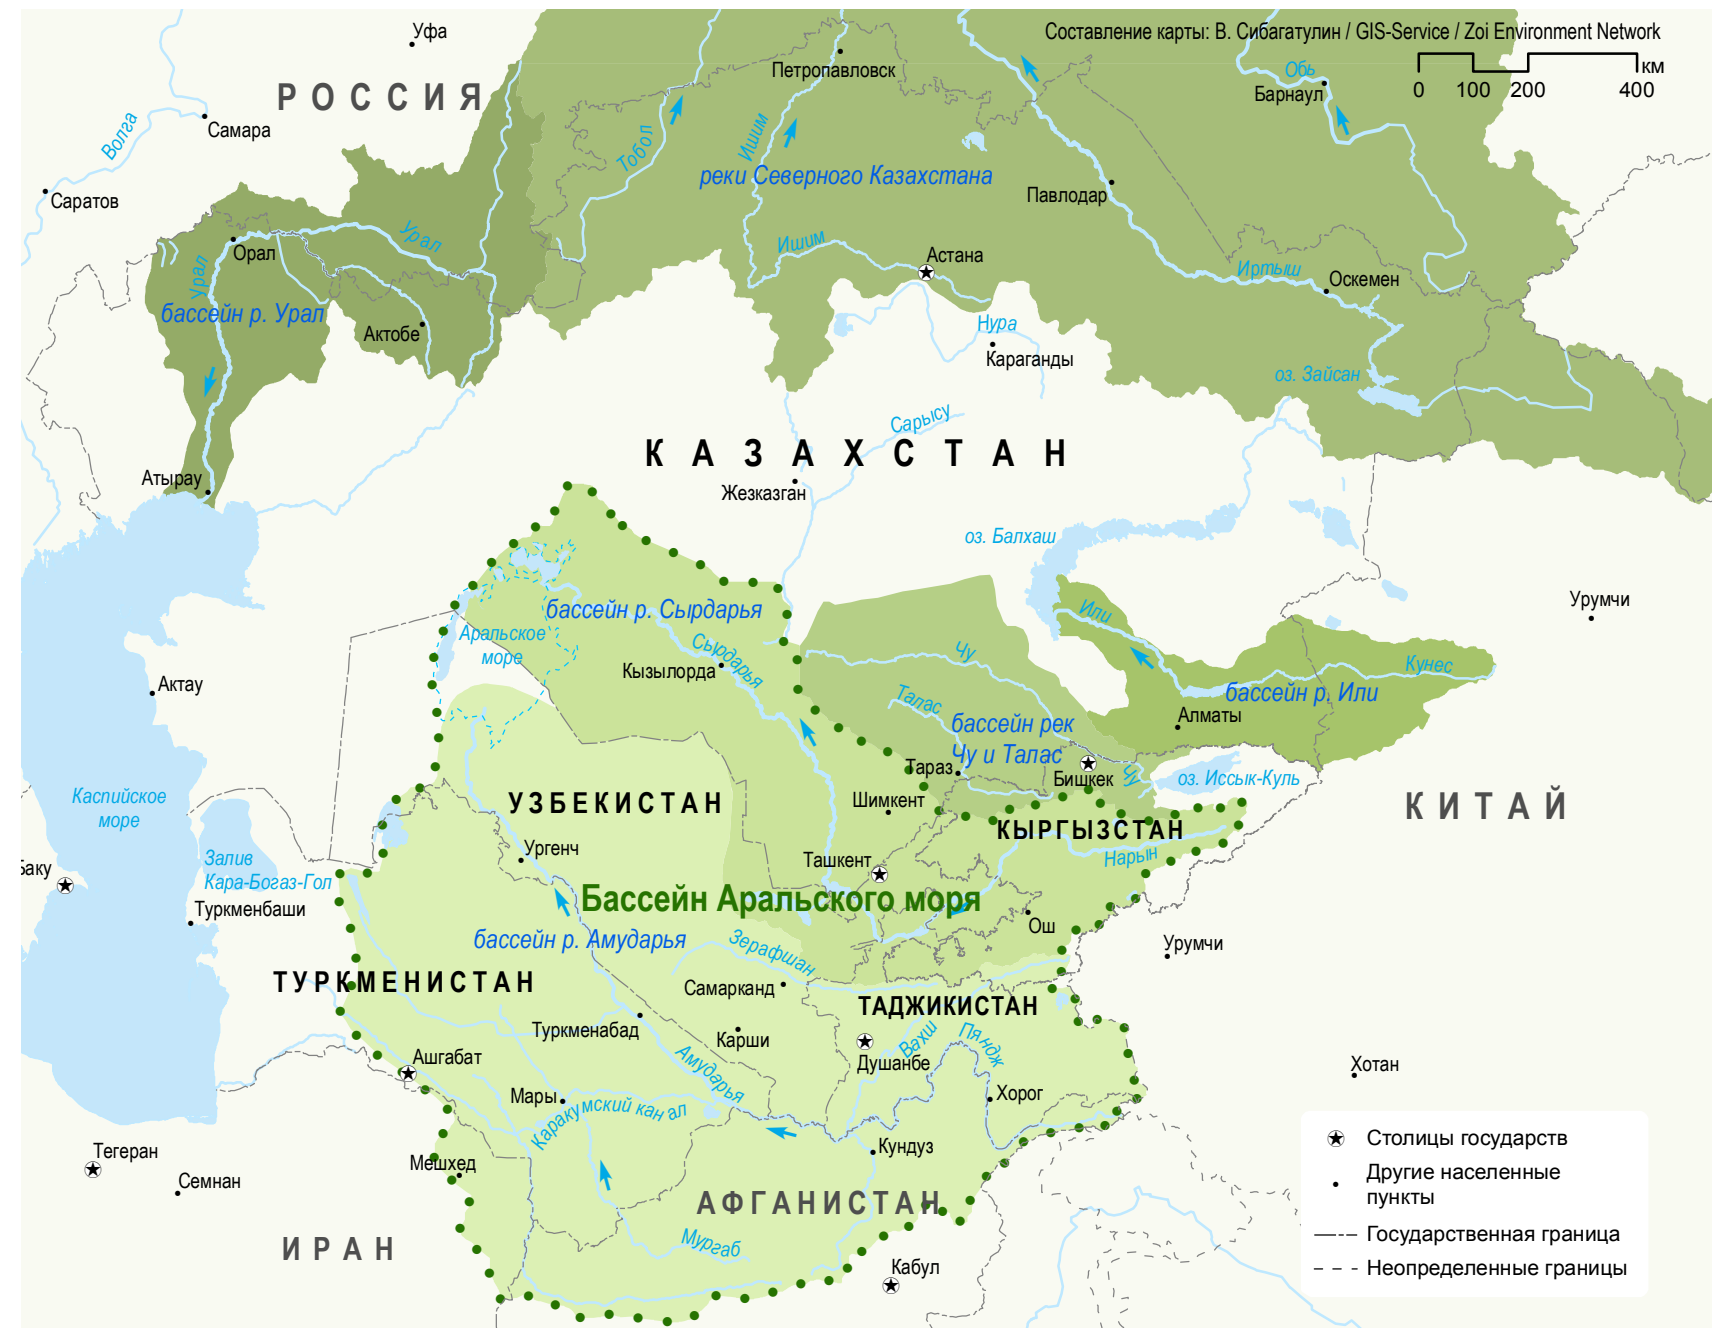 Уфа
Составление карты: В. Сибагатулин / GIS-Service / Zoi Environment Network
км
0 100 200 400
Петропавловск
Обь
Барнаул
РОССИЯ
Самара
Волга
Тобол
Ишим
реки Северного Казахстана
Павлодар
Саратов
Урал
Орал
Ишим
Астана
Иртыш
Оскемен
Урал
бассейн р. Урал
Актобе
Нура
Караганды
оз. Зайсан
Сарысу
КАЗАХСТАН
Атырау
Жезказган
оз. Балхаш
Урумчи
бассейн р. Сырдарья
Или
Аральское
море
Сырдарья
Чу
Кунес
Кызылорда
Актау
Талас
бассейн р. Или
Алматы
бассейн рек
Чу и Талас
Тараз
Бишкек
Чу
оз. Иссык-Куль
Каспийское
море
УЗБЕКИСТАН
Шимкент
КИТАЙ
КЫРГЫЗСТАН
Ургенч
Ташкент
Нарын
Залив
Кара-Богаз-Гол
Баку
Бассейн Аральского моря
Туркменбаши
Ош
бассейн р. Амударья
Зерафшан
Урумчи
ТУРКМЕНИСТАН
Самарканд
ТАДЖИКИСТАН
Туркменабад
Карши
Вахш
Пяндж
Ашгабат
Амударья
Душанбе
Хотан
Мары
Каракумский канал
Хорог
Тегеран
Мешхед
Кундуз
Семнан
АФГАНИСТАН
ИРАН
Мургаб
Кабул
Столицы государств
Другие населенные
пункты
Государственная граница
Неопределенные границы